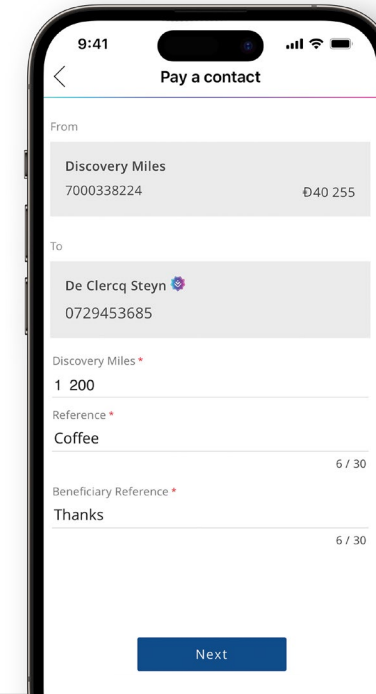 9:41
Pay a contact
From
Discovery Miles
7000338224 Đ40 255
To
De Clercq Steyn
0729453685
Discovery Miles *
1 200
Reference *
Coffee
6 / 30
Beneficiary Reference *
Thanks
6 / 30
Next